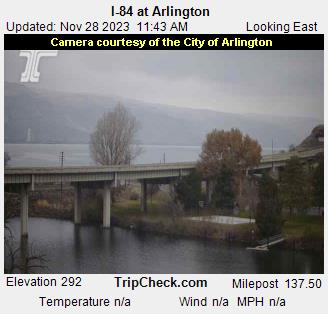 I-84 at Arlington
Updated: Nov 28 2023 11:43 AM Looking East
Camera courtesy of the City of Arlington
Elevation 292 TripCheck.com Milepost 137.50
Temperature n/a Wind n/a MPH n/a